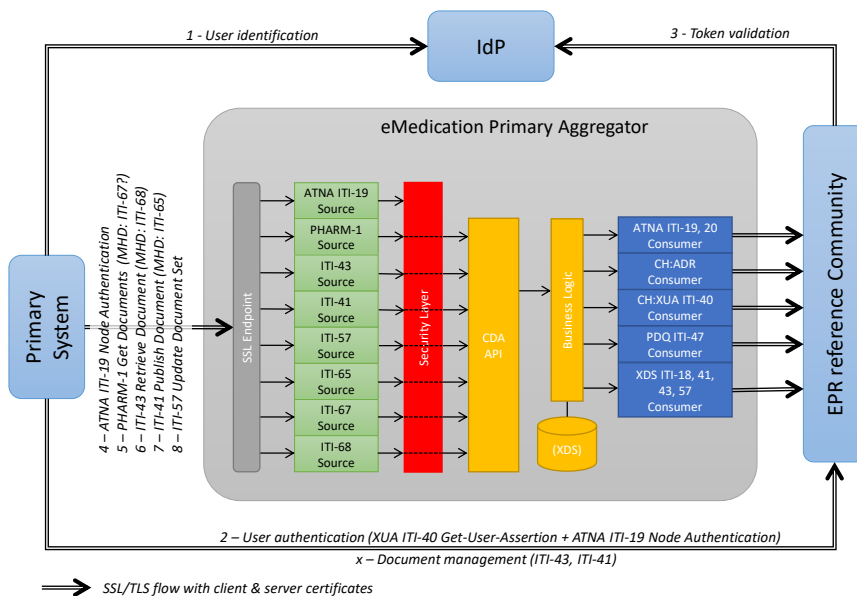 1 - User identification
IdP
3 - Token validation
eMedication Primary Aggregator
Primary
System
4 – ATNA ITI-19 Node Authentication
5 – PHARM-1 Get Documents (MHD: ITI-67?)
6 – ITI-43 Retrieve Document (MHD: ITI-68)
7 – ITI-41 Publish Document (MHD: ITI-65)
8 – ITI-57 Update Document Set
SSL Endpoint
ATNA ITI-19
Source
PHARM-1
Source
ITI-43
Source
ITI-41
Source
ITI-57
Source
ITI-65
Source
ITI-67
Source
ITI-68
Source
Security Layer
CDA
API
Business Logic
(XDS)
ATNA ITI-19, 20
Consumer
CH:ADR
Consumer
CH:XUA ITI-40
Consumer
PDQ ITI-47
Consumer
XDS ITI-18, 41,
43, 57
Consumer
EPR reference Community
2 – User authentication (XUA ITI-40 Get-User-Assertion + ATNA ITI-19 Node Authentication)
x – Document management (ITI-43, ITI-41)
SSL/TLS flow with client & server certificates